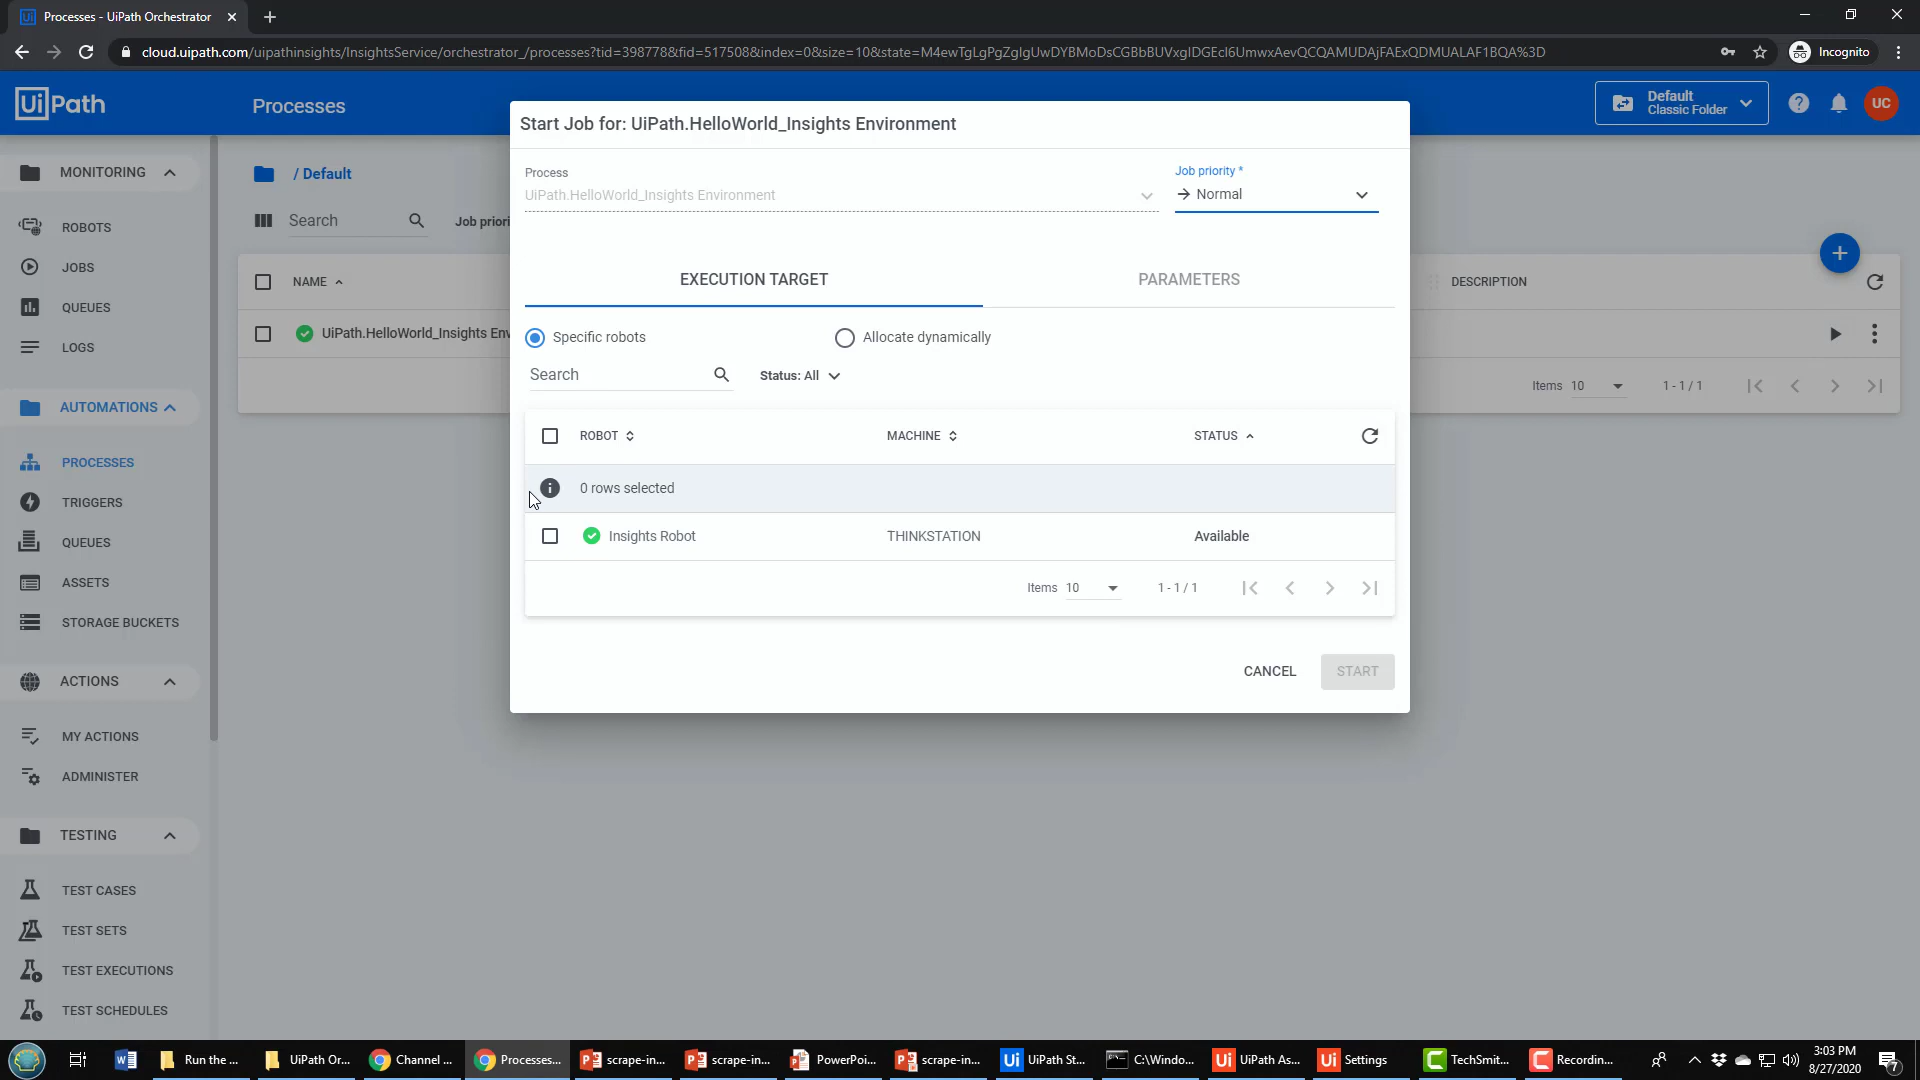 Processes - UiPath Orchestrator
cloud.uipath.com/uipathinsights/InsightsService/orchestrator_/processes?tid=398778&fid=517508&index=0&size=10&state=M4ewTgLgPgZglgUwDYBMoDsCGBbBUVxgIDGEcl6UmwxAevQCQAMUDAjFAExQDMUALAF1BQA%3D
Incognito
UiPath
Processes
Default
Classic Folder
UC
MONITORING
ROBOTS
JOBS
QUEUES
LOGS
AUTOMATIONS
PROCESSES
TRIGGERS
QUEUES
ASSETS
STORAGE BUCKETS
ACTIONS
MY ACTIONS
ADMINISTER
TESTING
TEST CASES
TEST SETS
TEST EXECUTIONS
TEST SCHEDULES
/ Default
Search
Job priori
NAME
DESCRIPTION
UiPath.HelloWorld_Insights Env
Items 10 1 - 1 / 1
Start Job for: UiPath.HelloWorld_Insights Environment
Process
UiPath.HelloWorld_Insights Environment
Job priority *
Normal
EXECUTION TARGET
PARAMETERS
Specific robots
Allocate dynamically
Search
Status: All
ROBOT MACHINE STATUS
0 rows selected
Insights Robot THINKSTATION Available
Items 10 1 - 1 / 1
CANCEL START
Run the ...
UiPath Or...
Channel ...
Processes...
scrape-in...
scrape-in...
PowerPoi...
scrape-in...
UiPath St...
C:\Windo...
UiPath As...
Settings
TechSmit...
Recordin...
3:03 PM
8/27/2020
7